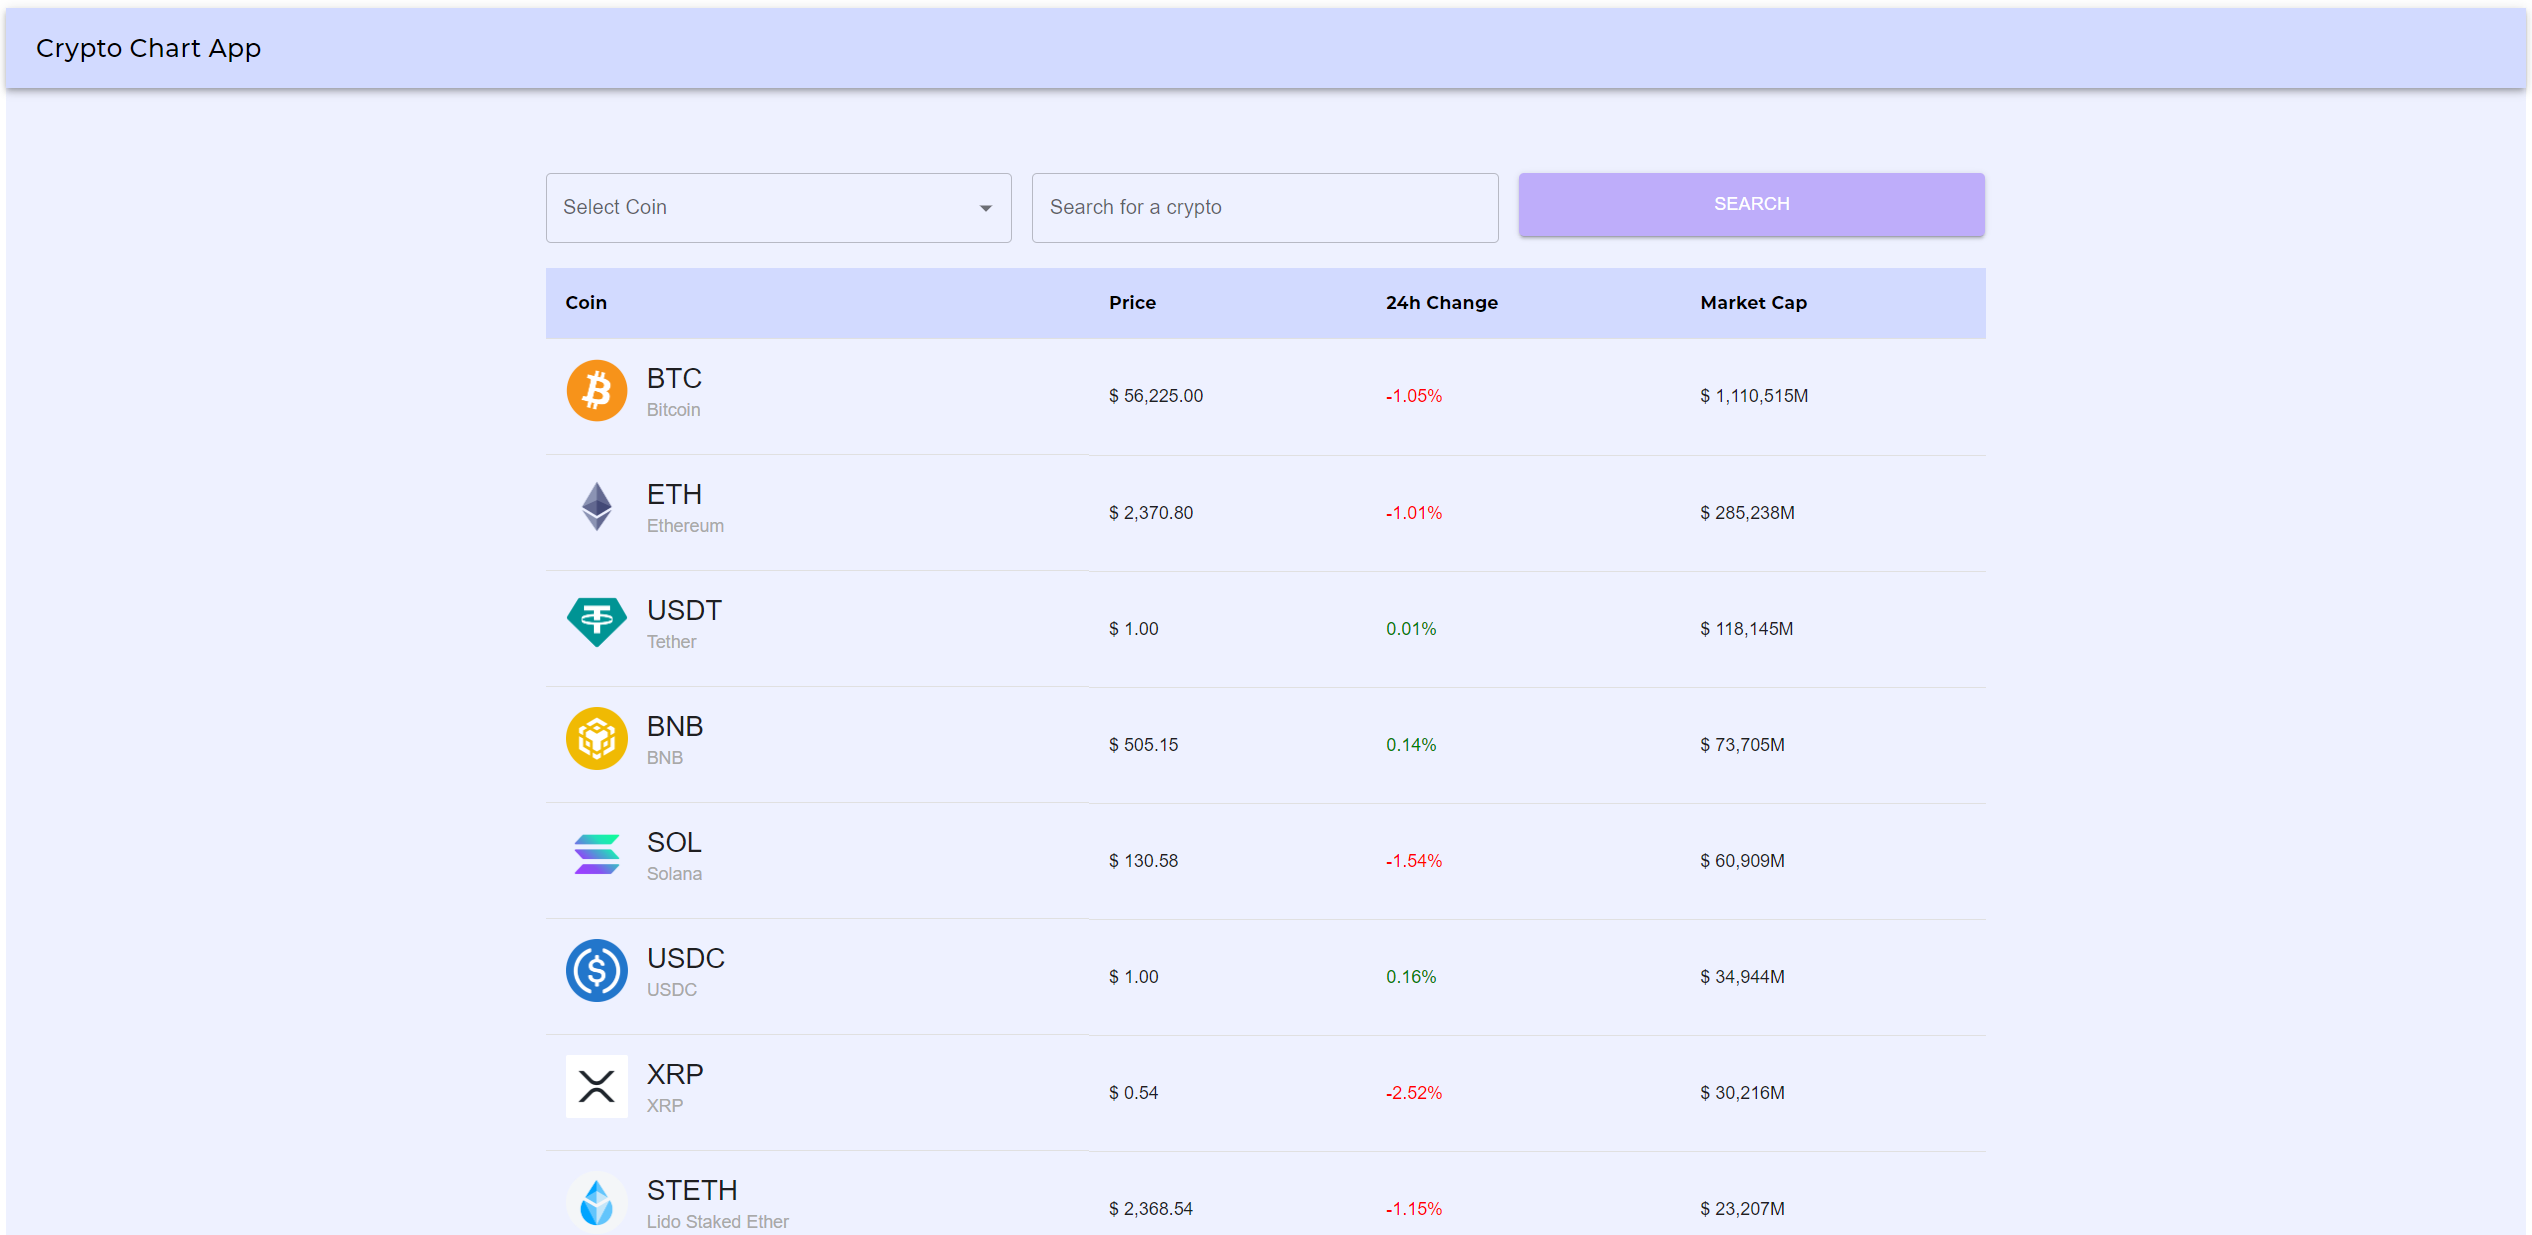 Crypto Chart App
Select Coin
Search for a crypto
SEARCH
Coin Price 24h Change Market Cap
BTC
Bitcoin
$ 56,225.00 -1.05% $ 1,110,515M
ETH
Ethereum
$ 2,370.80 -1.01% $ 285,238M
USDT
Tether
$ 1.00 0.01% $ 118,145M
BNB
BNB
$ 505.15 0.14% $ 73,705M
SOL
Solana
$ 130.58 -1.54% $ 60,909M
USDC
USDC
$ 1.00 0.16% $ 34,944M
XRP
XRP
$ 0.54 -2.52% $ 30,216M
STETH
Lido Staked Ether
$ 2,368.54 -1.15% $ 23,207M